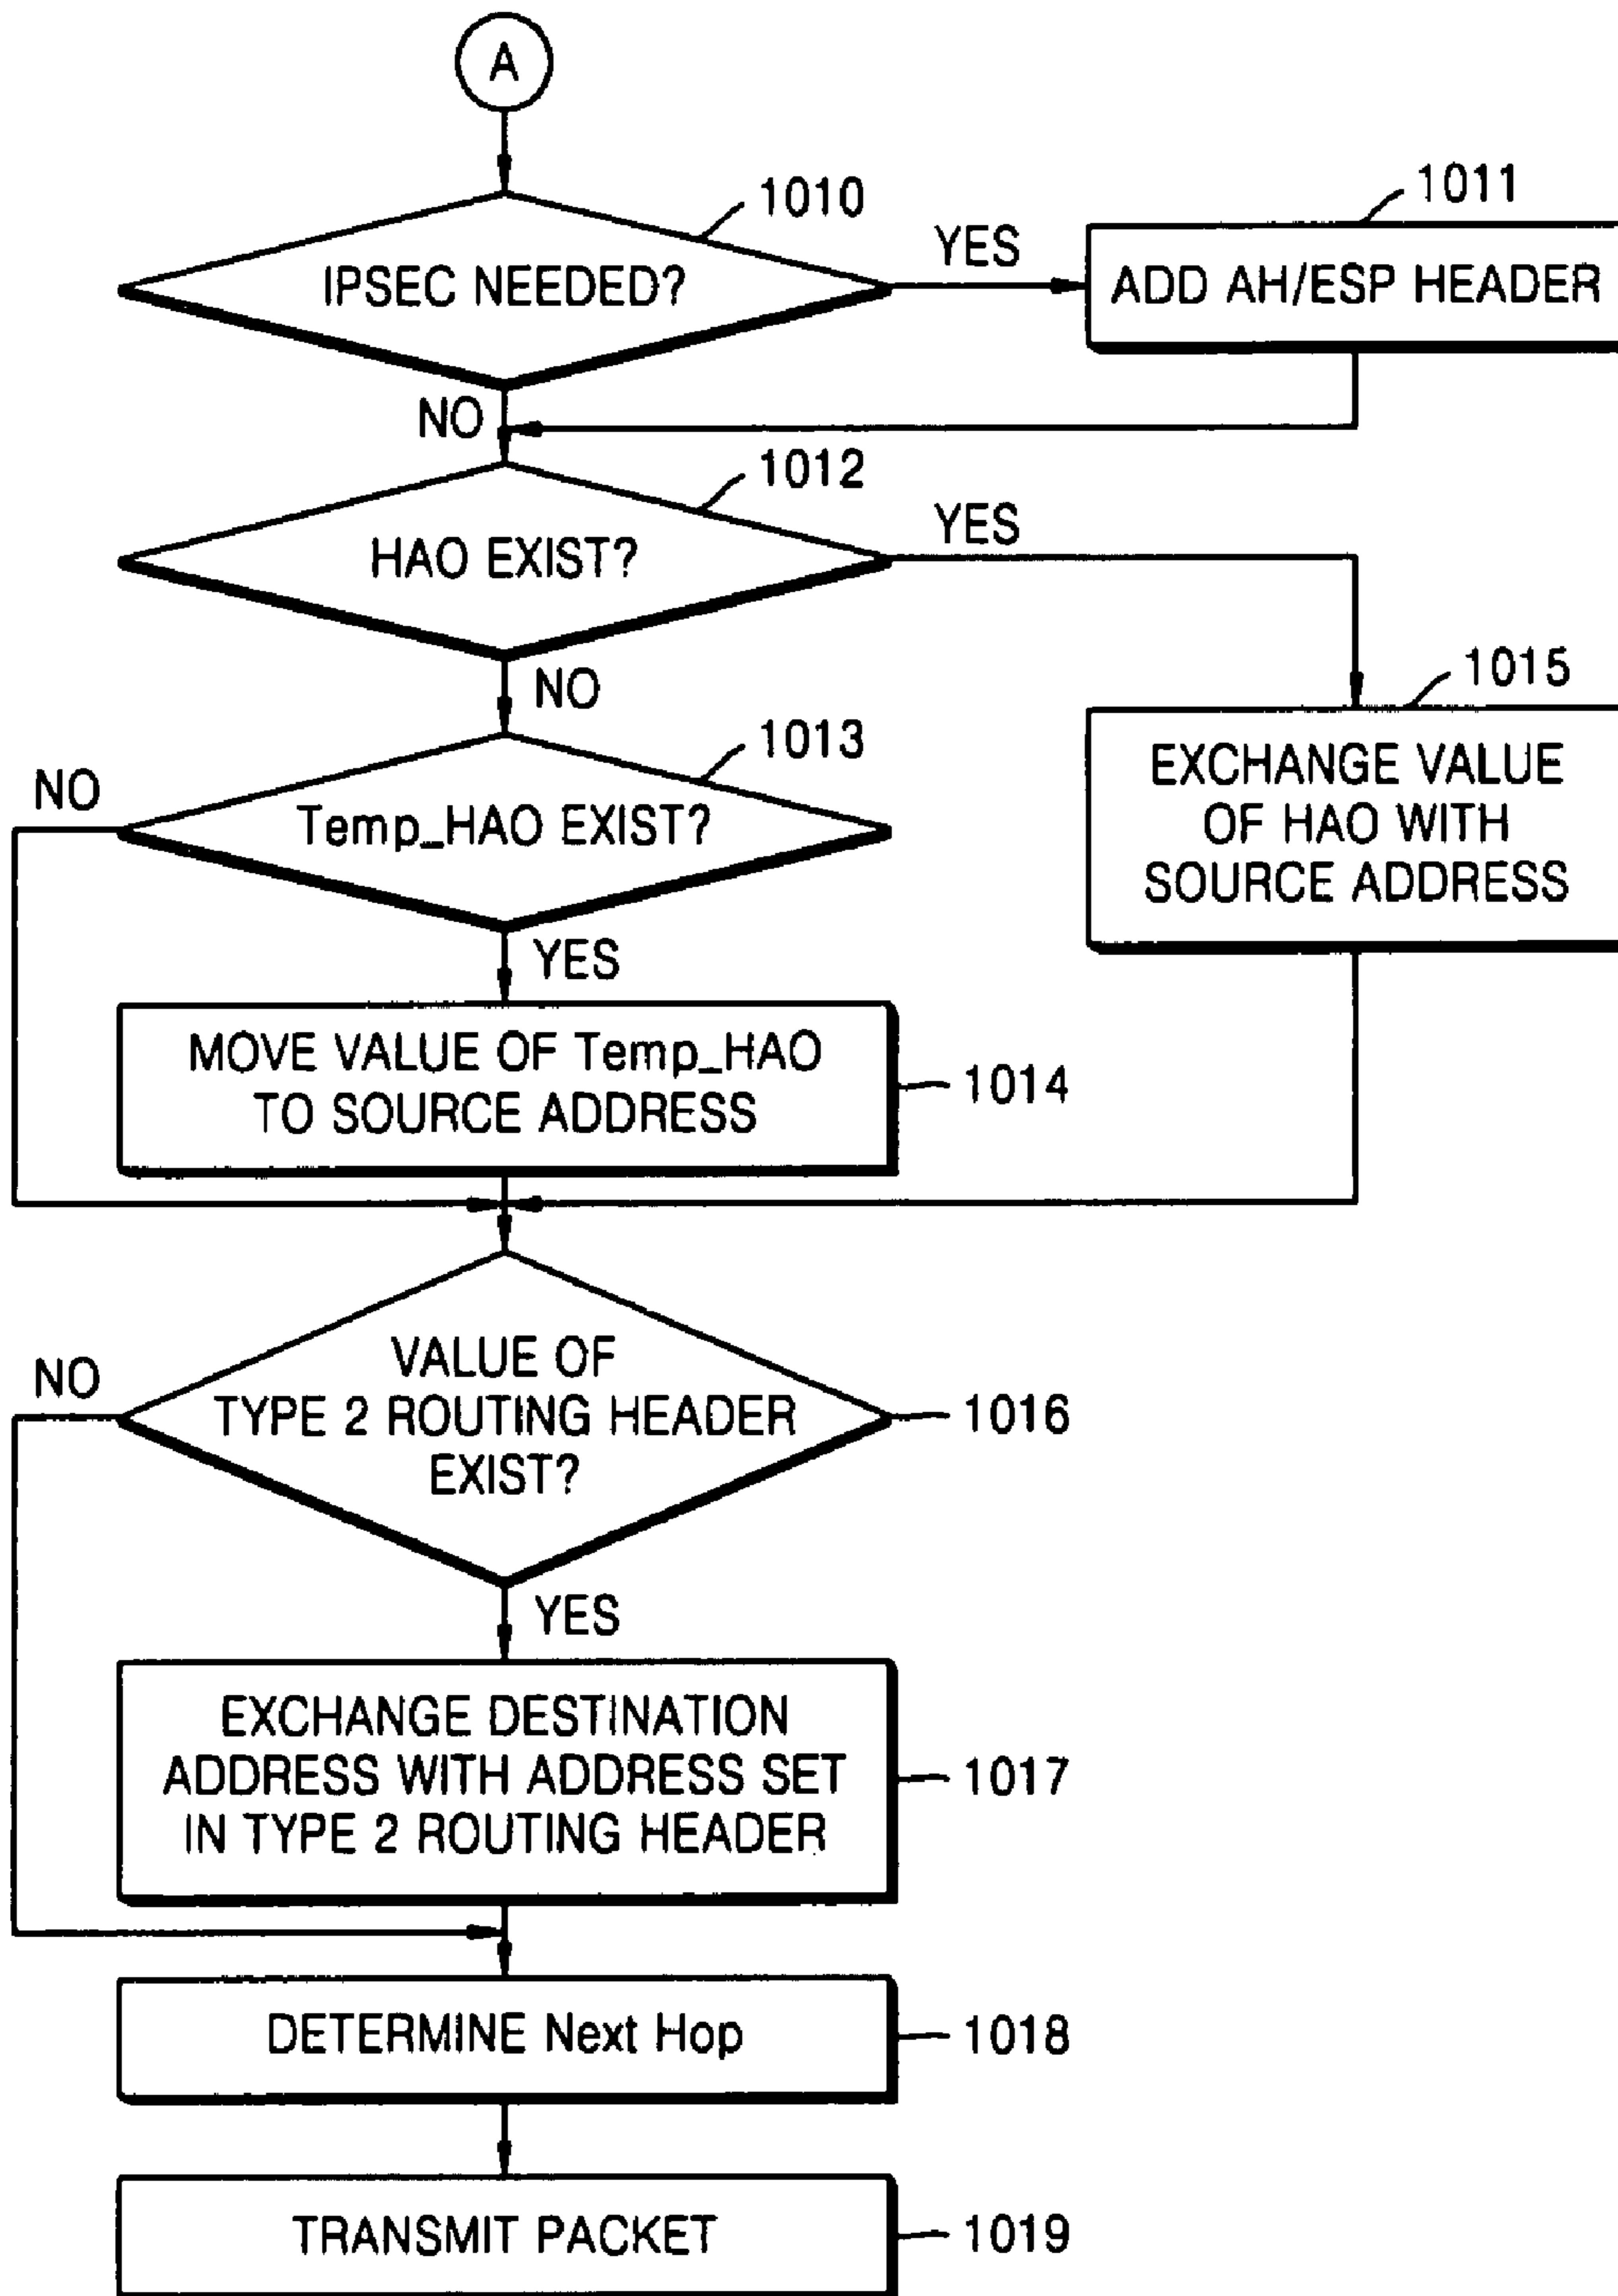 A
1010
IPSEC NEEDED?
YES
1011
ADD AH/ESP HEADER
NO
1012
HAO EXIST?
YES
NO
1013
Temp_HAO EXIST?
NO
1015
EXCHANGE VALUE
OF HAO WITH
SOURCE ADDRESS
YES
MOVE VALUE OF Temp_HAO
TO SOURCE ADDRESS
1014
VALUE OF
TYPE 2 ROUTING HEADER
EXIST?
NO
1016
YES
EXCHANGE DESTINATION
ADDRESS WITH ADDRESS SET
IN TYPE 2 ROUTING HEADER
1017
DETERMINE Next Hop
1018
TRANSMIT PACKET
1019